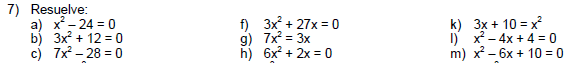 7) Resuelve:
a) x² – 24 = 0 f) 3x² + 27x = 0 k) 3x + 10 = x²
b) 3x² + 12 = 0 g) 7x² = 3x l) x² – 4x + 4 = 0
c) 7x² – 28 = 0 h) 6x² + 2x = 0 m) x² – 6x + 10 = 0